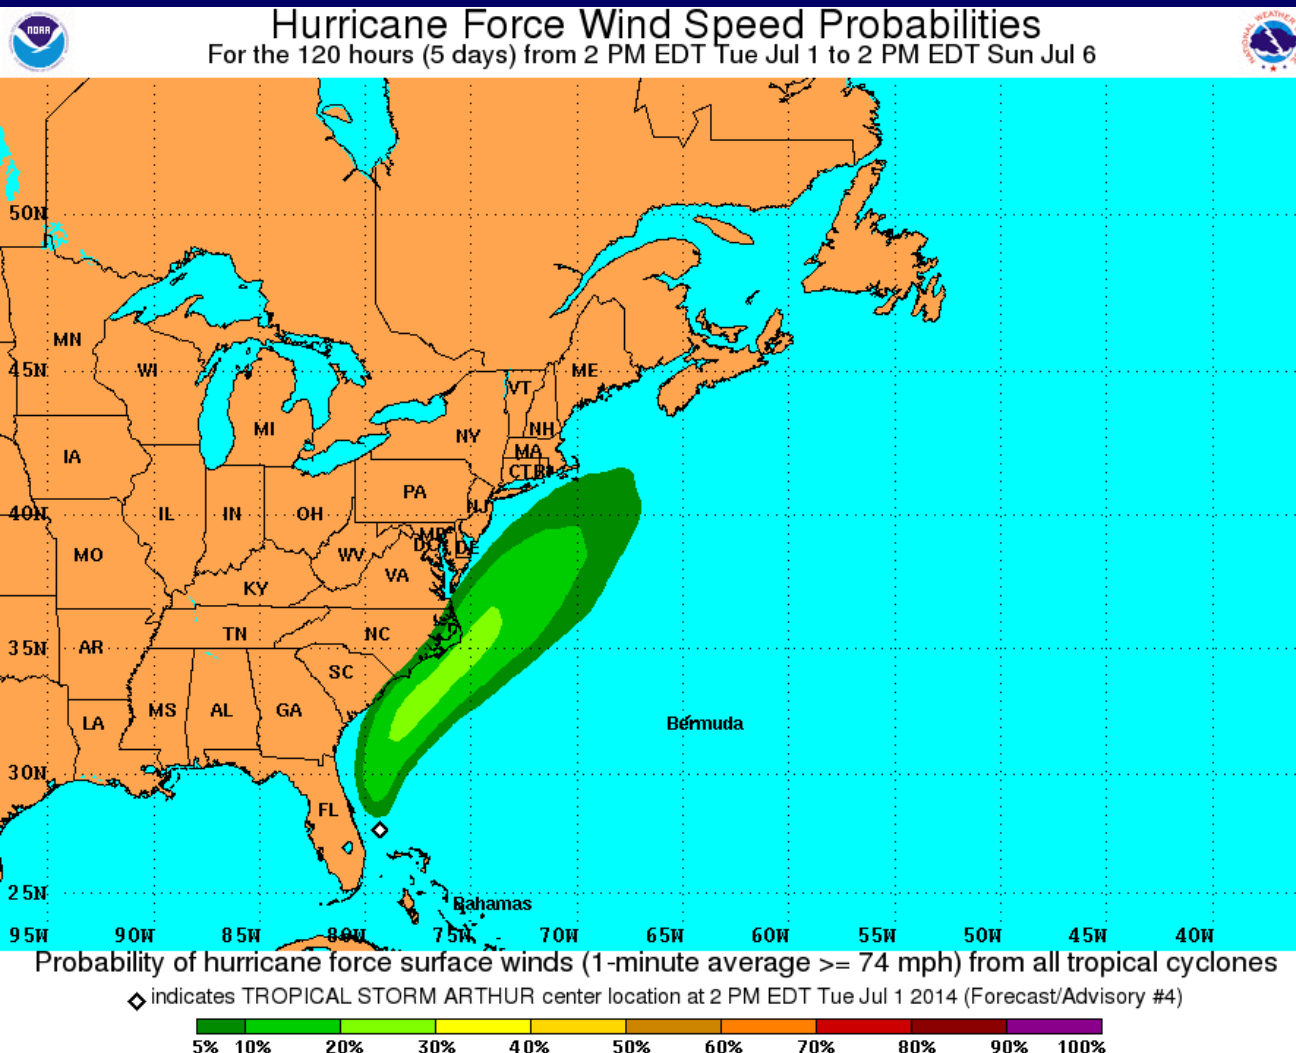 Hurricane Force Wind Speed Probabilities
For the 120 hours (5 days) from 2 PM EDT Tue Jul 1 to 2 PM EDT Sun Jul 6
NOAA
50N
MN
WI
45N
ME
VT
MI
NY
NH
MA
IA
CT RI
PA
NJ
40N
IL
IN
OH
MD
DC
DE
MO
WV
VA
KY
TN
NC
AR
35N
SC
MS
AL
GA
LA
Bermuda
30N
FL
25N
Bahamas
95W 90W 85W 80W 75W 70W 65W 60W 55W 50W 45W 40W
Probability of hurricane force surface winds (1-minute average >= 74 mph) from all tropical cyclones
indicates TROPICAL STORM ARTHUR center location at 2 PM EDT Tue Jul 1 2014 (Forecast/Advisory #4)
5% 10% 20% 30% 40% 50% 60% 70% 80% 90% 100%